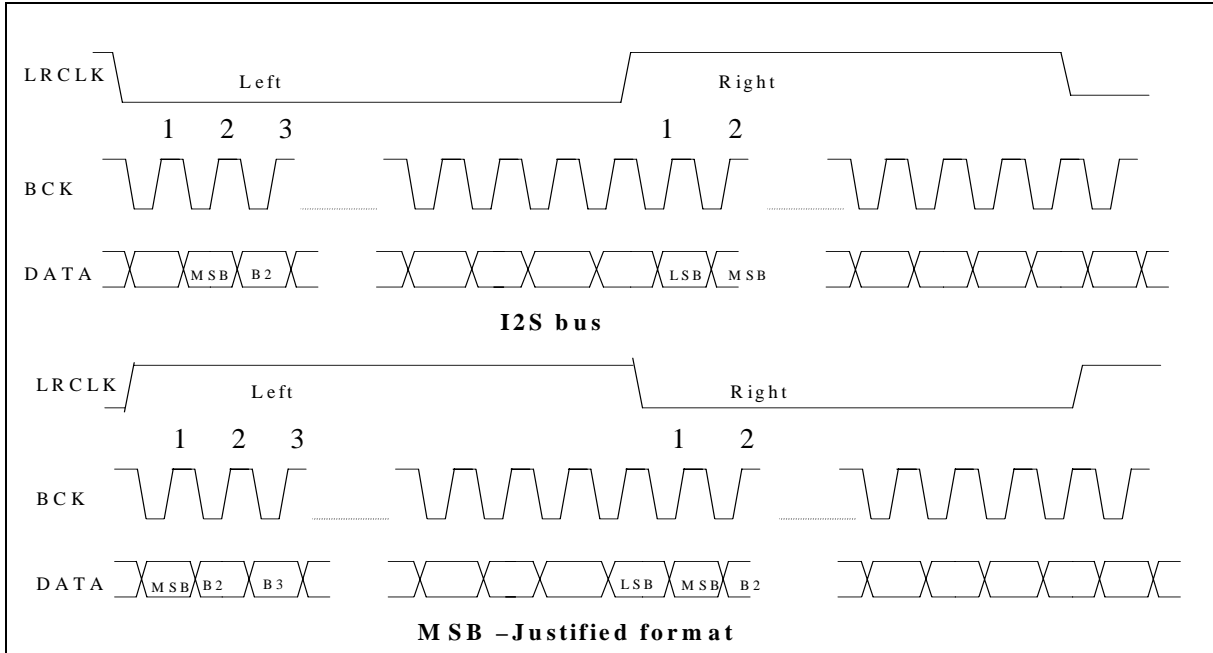 LRCLK Left Right
1 2 3 1 2
BCK
DATA MSB B2 LSB MSB
I2S bus
LRCLK Left Right
1 2 3 1 2
BCK
DATA MSB B2 B3 LSB MSB B2
MSB –Justified format